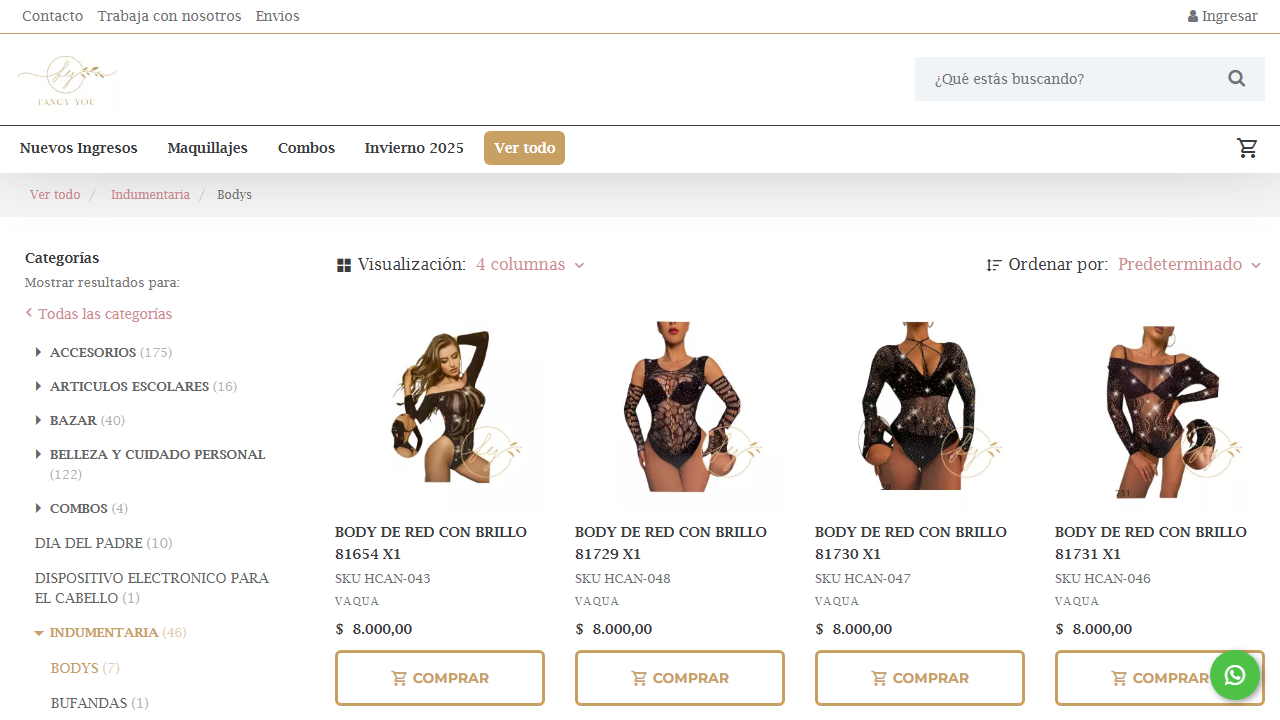 Contacto Trabaja con nosotros Envios
Ingresar
fy
FANCY YOU
¿Qué estás buscando?
Nuevos Ingresos Maquillajes Combos Invierno 2025 Ver todo
Ver todo / Indumentaria / Bodys
Categorías
Mostrar resultados para:
Todas las categorías
ACCESORIOS (175)
ARTICULOS ESCOLARES (16)
BAZAR (40)
BELLEZA Y CUIDADO PERSONAL
(122)
COMBOS (4)
DIA DEL PADRE (10)
DISPOSITIVO ELECTRONICO PARA
EL CABELLO (1)
INDUMENTARIA (46)
BODYS (7)
BUFANDAS (1)
Visualización: 4 columnas
Ordenar por: Predeterminado
BODY DE RED CON BRILLO
81654 X1
SKU HCAN-043
VAQUA
$ 8.000,00
COMPRAR
BODY DE RED CON BRILLO
81729 X1
SKU HCAN-048
VAQUA
$ 8.000,00
COMPRAR
BODY DE RED CON BRILLO
81730 X1
SKU HCAN-047
VAQUA
$ 8.000,00
COMPRAR
731
BODY DE RED CON BRILLO
81731 X1
SKU HCAN-046
VAQUA
$ 8.000,00
COMPRAR